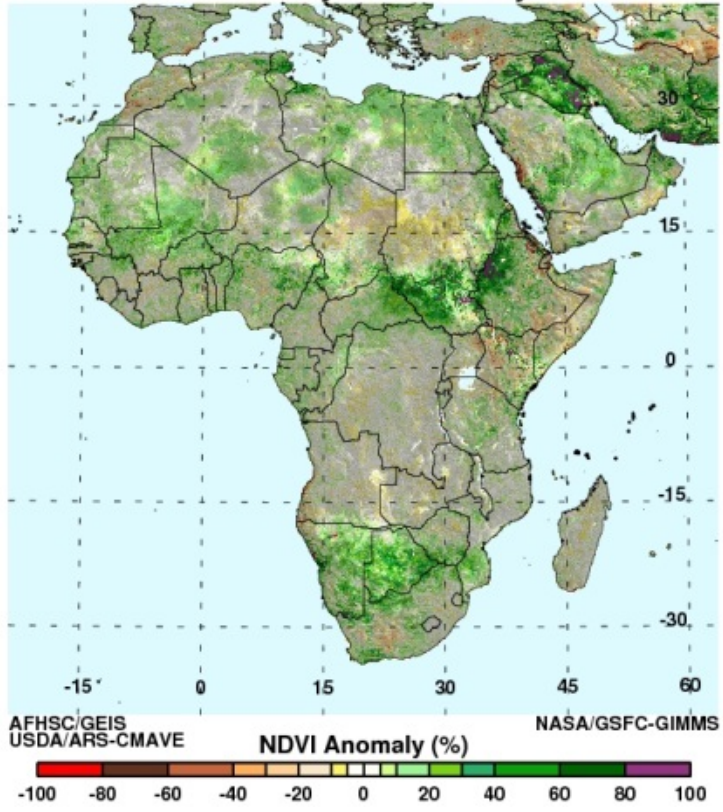 30
15
0
-15
-30
-15 0 15 30 45 60
AFHSC/GEIS NASA/GSFC-GIMMS
USDA/ARS-CMAVE
NDVI Anomaly (%)
-100 -80 -60 -40 -20 0 20 40 60 80 100